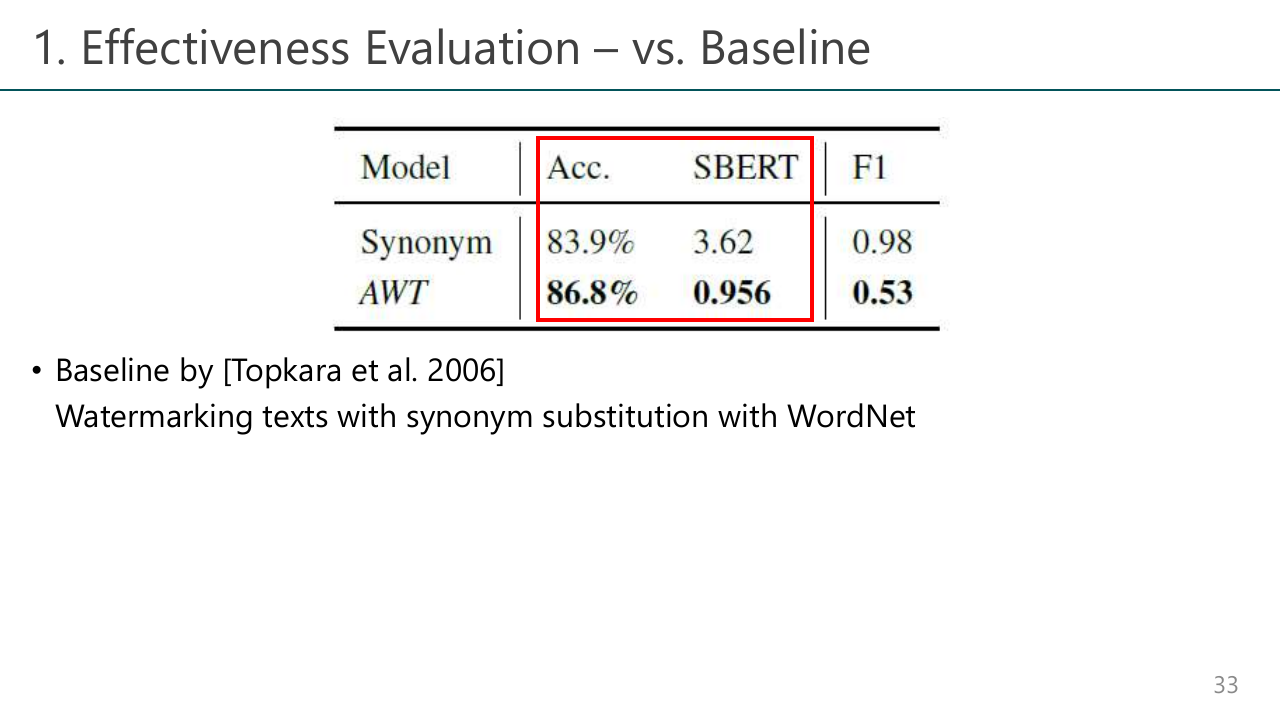 1. Effectiveness Evaluation – vs. Baseline
Model Acc. SBERT F1
Synonym 83.9% 3.62 0.98
AWT 86.8% 0.956 0.53
• Baseline by [Topkara et al. 2006]
Watermarking texts with synonym substitution with WordNet
33